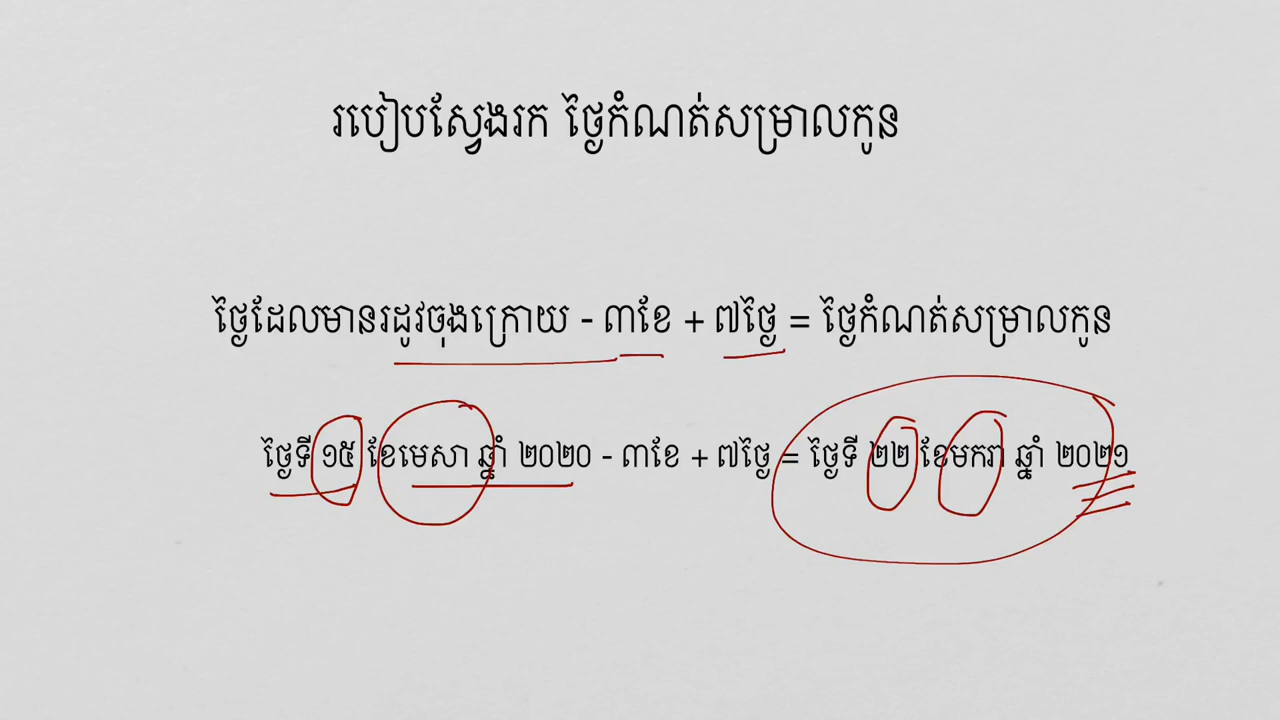 របៀបស្វែងរក ថ្ងៃកំណត់សម្រាលកូន
ថ្ងៃដែលមានរដូវចុងក្រោយ - ៣ខែ + ៧ថ្ងៃ = ថ្ងៃកំណត់សម្រាលកូន
ថ្ងៃទី ១៥ ខែមេសា ឆ្នាំ ២០២០ - ៣ខែ + ៧ថ្ងៃ = ថ្ងៃទី ២២ ខែមករា ឆ្នាំ ២០២១